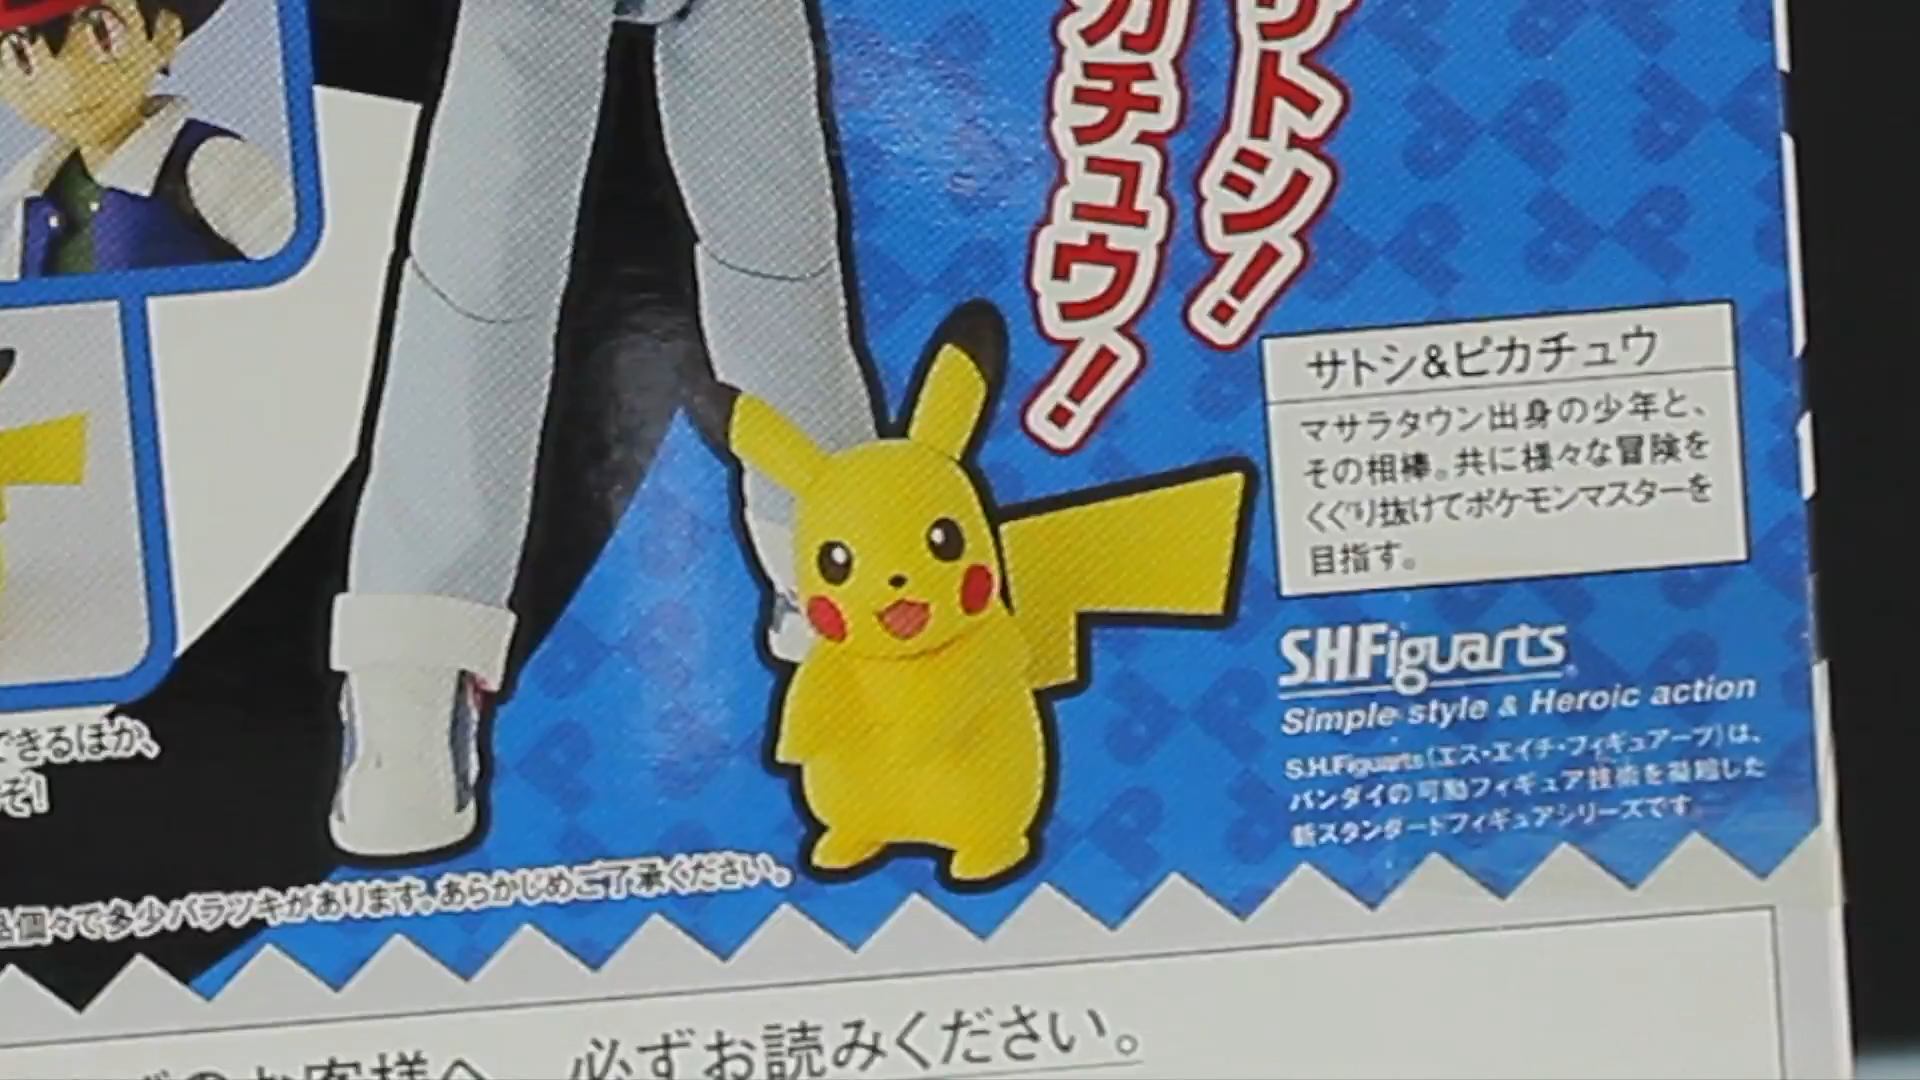 サトシ!
カチュウ!
サトシ&ピカチュウ
マサラタウン出身の少年と、
その相棒。共に様々な冒険を
くぐり抜けてポケモンマスターを
目指す。
S.H.Figuarts
Simple style & Heroic action
S.H.Figuarts(エス・エイチ・フィギュアーツ)は、
バンダイの可動フィギュア技術を凝縮した
新スタンダードフィギュアシリーズです。
できるほか、
ぞ!
個々で多少バラツキがあります。あらかじめご了承ください。
のお客様へ 必ずお読みください。